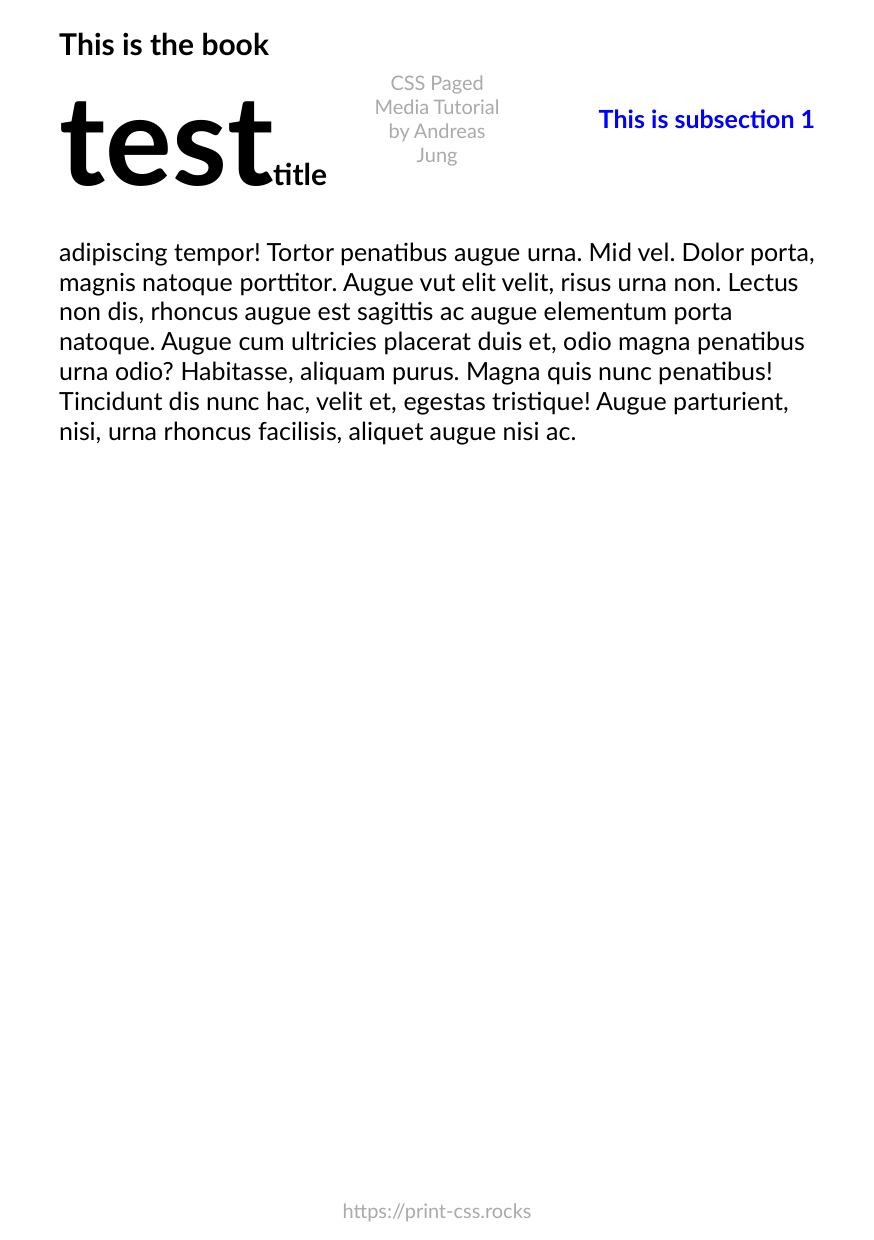 This is the book
testtitle
CSS Paged
Media Tutorial
by Andreas
Jung
This is subsection 1
adipiscing tempor! Tortor penatibus augue urna. Mid vel. Dolor porta,
magnis natoque porttitor. Augue vut elit velit, risus urna non. Lectus
non dis, rhoncus augue est sagittis ac augue elementum porta
natoque. Augue cum ultricies placerat duis et, odio magna penatibus
urna odio? Habitasse, aliquam purus. Magna quis nunc penatibus!
Tincidunt dis nunc hac, velit et, egestas tristique! Augue parturient,
nisi, urna rhoncus facilisis, aliquet augue nisi ac.
https://print-css.rocks